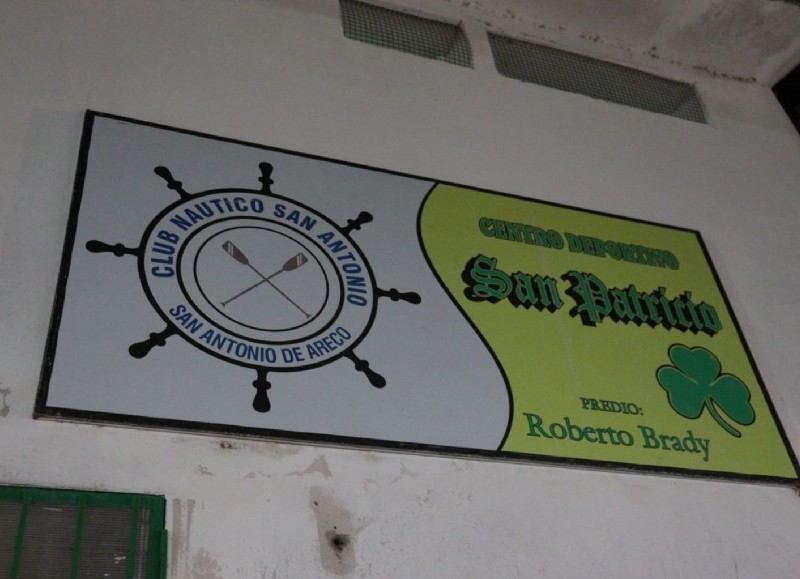 CLUB NAUTICO SAN ANTONIO
SAN ANTONIO DE ARECO
CENTRO DEPORTIVO
San Patricio
PREDIO:
Roberto Brady